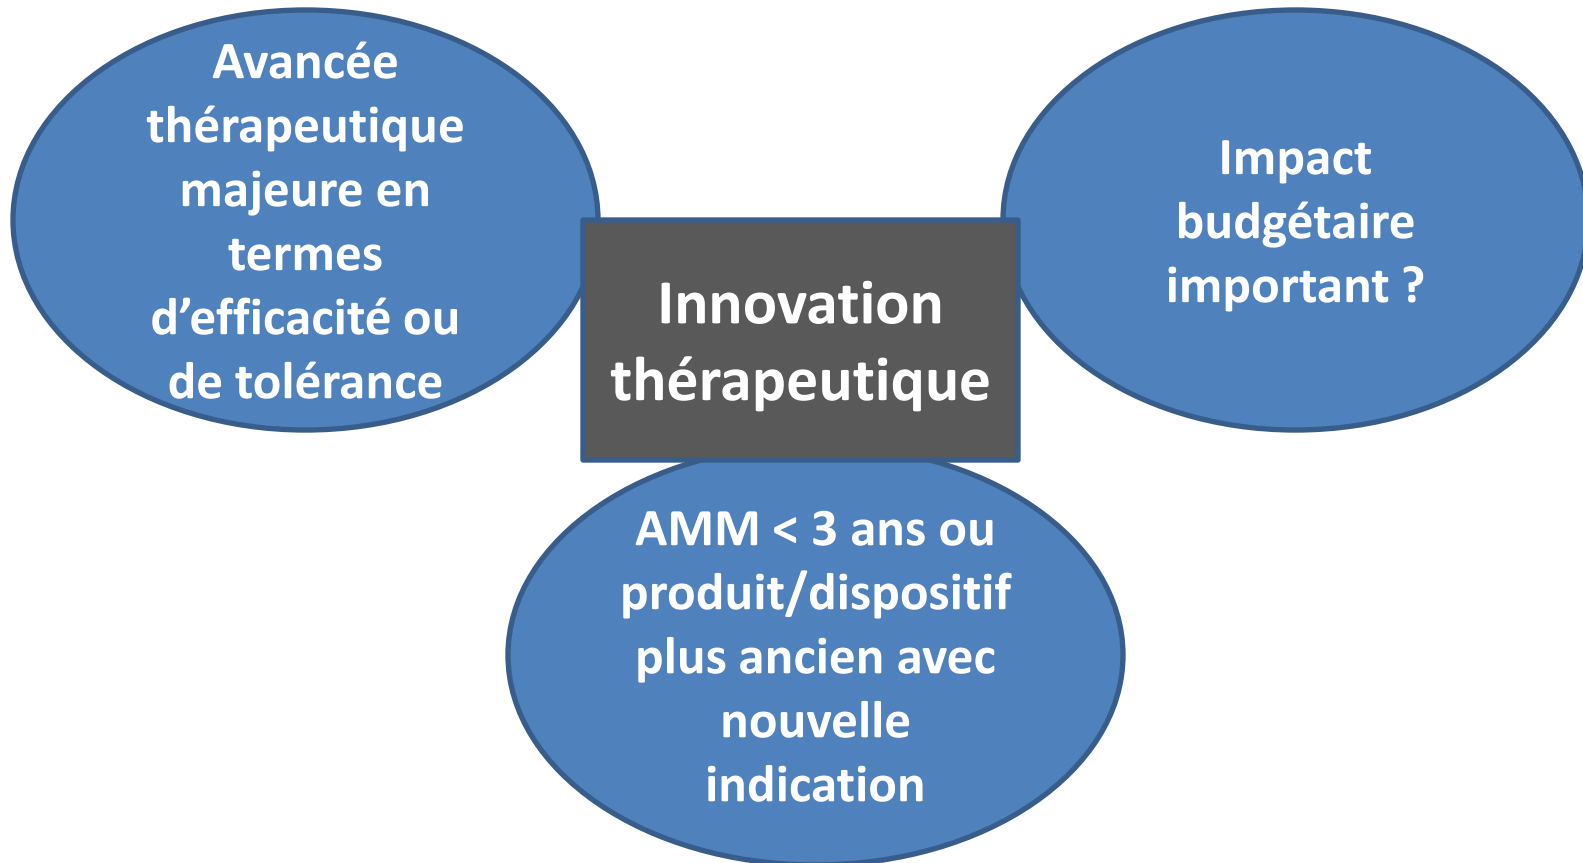 Avancée
thérapeutique
majeure en
termes
d’efficacité ou
de tolérance
Impact
budgétaire
important ?
Innovation
thérapeutique
AMM < 3 ans ou
produit/dispositif
plus ancien avec
nouvelle
indication